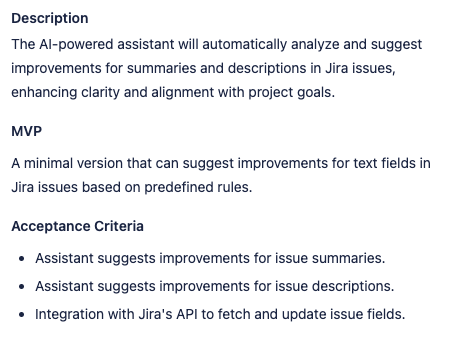 Description
The AI-powered assistant will automatically analyze and suggest
improvements for summaries and descriptions in Jira issues,
enhancing clarity and alignment with project goals.
MVP
A minimal version that can suggest improvements for text fields in
Jira issues based on predefined rules.
Acceptance Criteria
• Assistant suggests improvements for issue summaries.
• Assistant suggests improvements for issue descriptions.
• Integration with Jira's API to fetch and update issue fields.